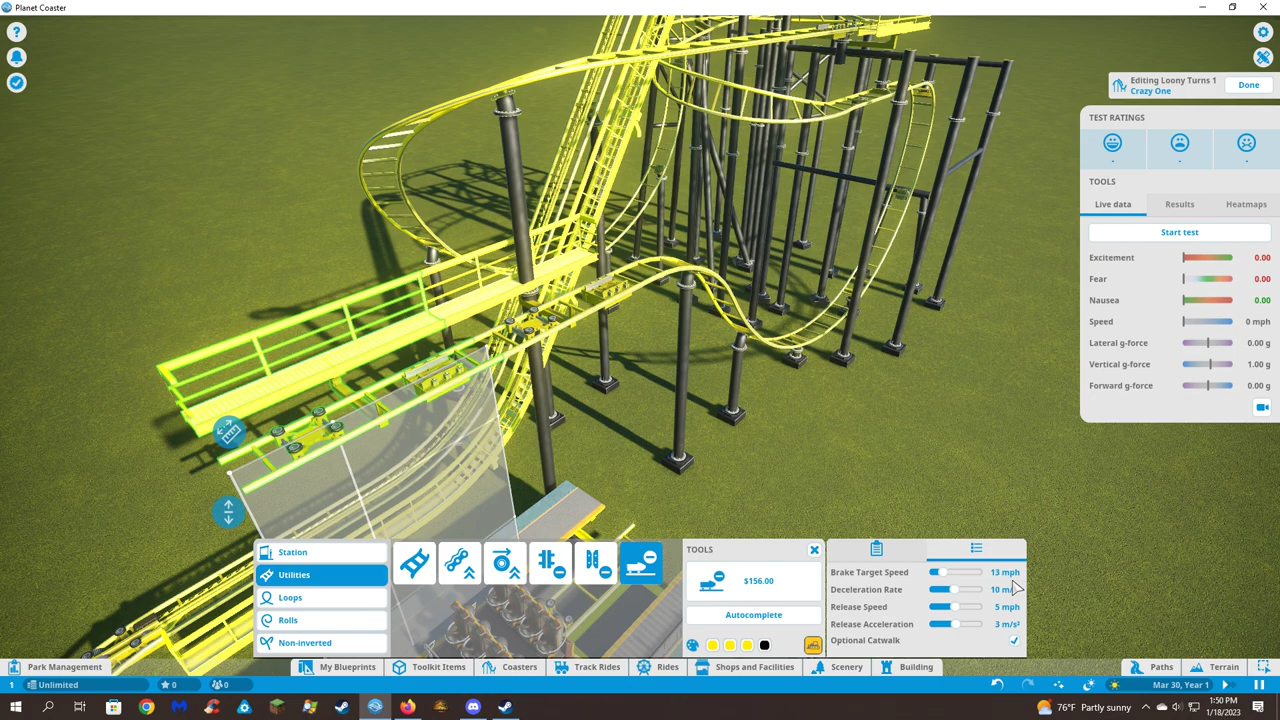 Planet Coaster
Editing Loony Turns 1
Crazy One
Done
TEST RATINGS
- - -
TOOLS
Live data Results Heatmaps
Start test
Excitement 0.00
Fear 0.00
Nausea 0.00
Speed 0 mph
Lateral g-force 0.00 g
Vertical g-force 1.00 g
Forward g-force 0.00 g
Station
Utilities
Loops
Rolls
Non-inverted
TOOLS
$156.00
Autocomplete
Brake Target Speed 13 mph
Deceleration Rate 10
Release Speed 5 mph
Release Acceleration 3 m/s²
Optional Catwalk
Park Management My Blueprints Toolkit Items Coasters Track Rides Rides Shops and Facilities Scenery Building Paths Terrain
1 Unlimited 0 0 Mar 30, Year 1
76°F Partly sunny 1:50 PM
1/18/2023